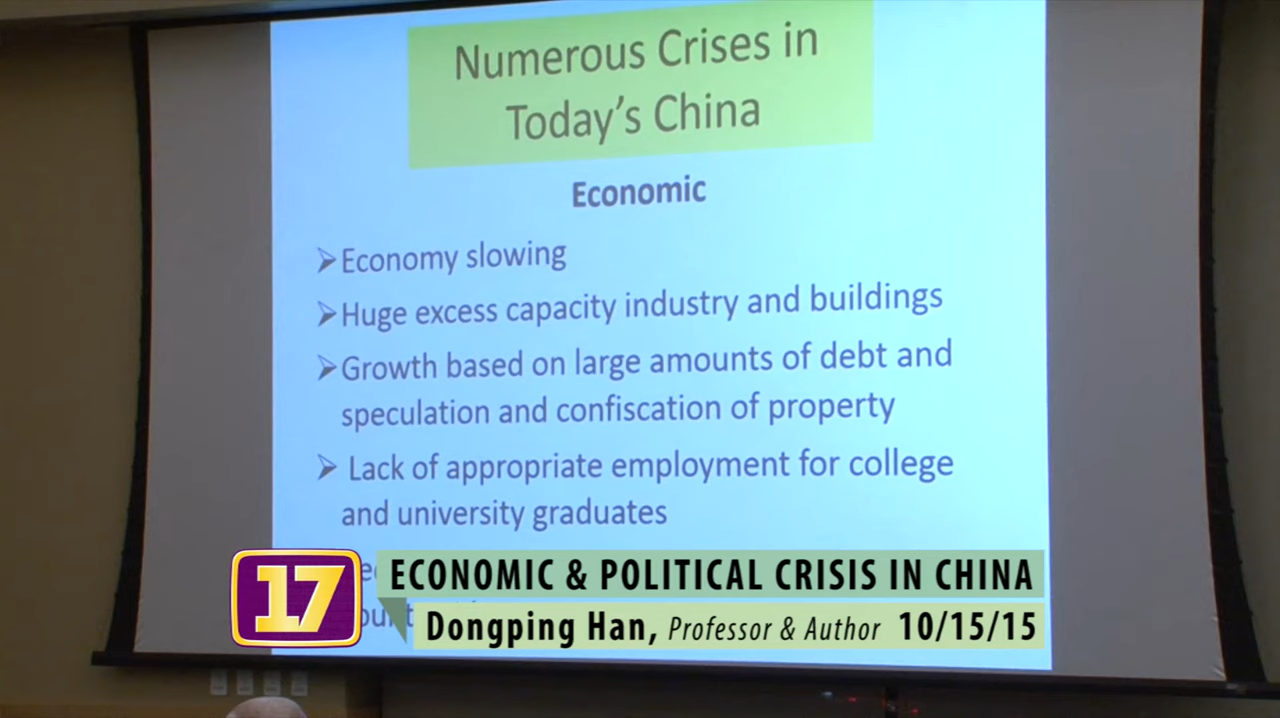 Numerous Crises in
Today's China
Economic
➢Economy slowing
➢Huge excess capacity industry and buildings
➢Growth based on large amounts of debt and
speculation and confiscation of property
➢ Lack of appropriate employment for college
and university graduates
17
ECONOMIC & POLITICAL CRISIS IN CHINA
Dongping Han, Professor & Author 10/15/15